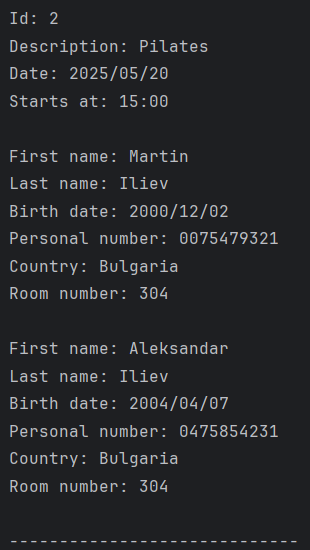 Id: 2
Description: Pilates
Date: 2025/05/20
Starts at: 15:00

First name: Martin
Last name: Iliev
Birth date: 2000/12/02
Personal number: 0075479321
Country: Bulgaria
Room number: 304

First name: Aleksandar
Last name: Iliev
Birth date: 2004/04/07
Personal number: 0475854231
Country: Bulgaria
Room number: 304

-----------------------------